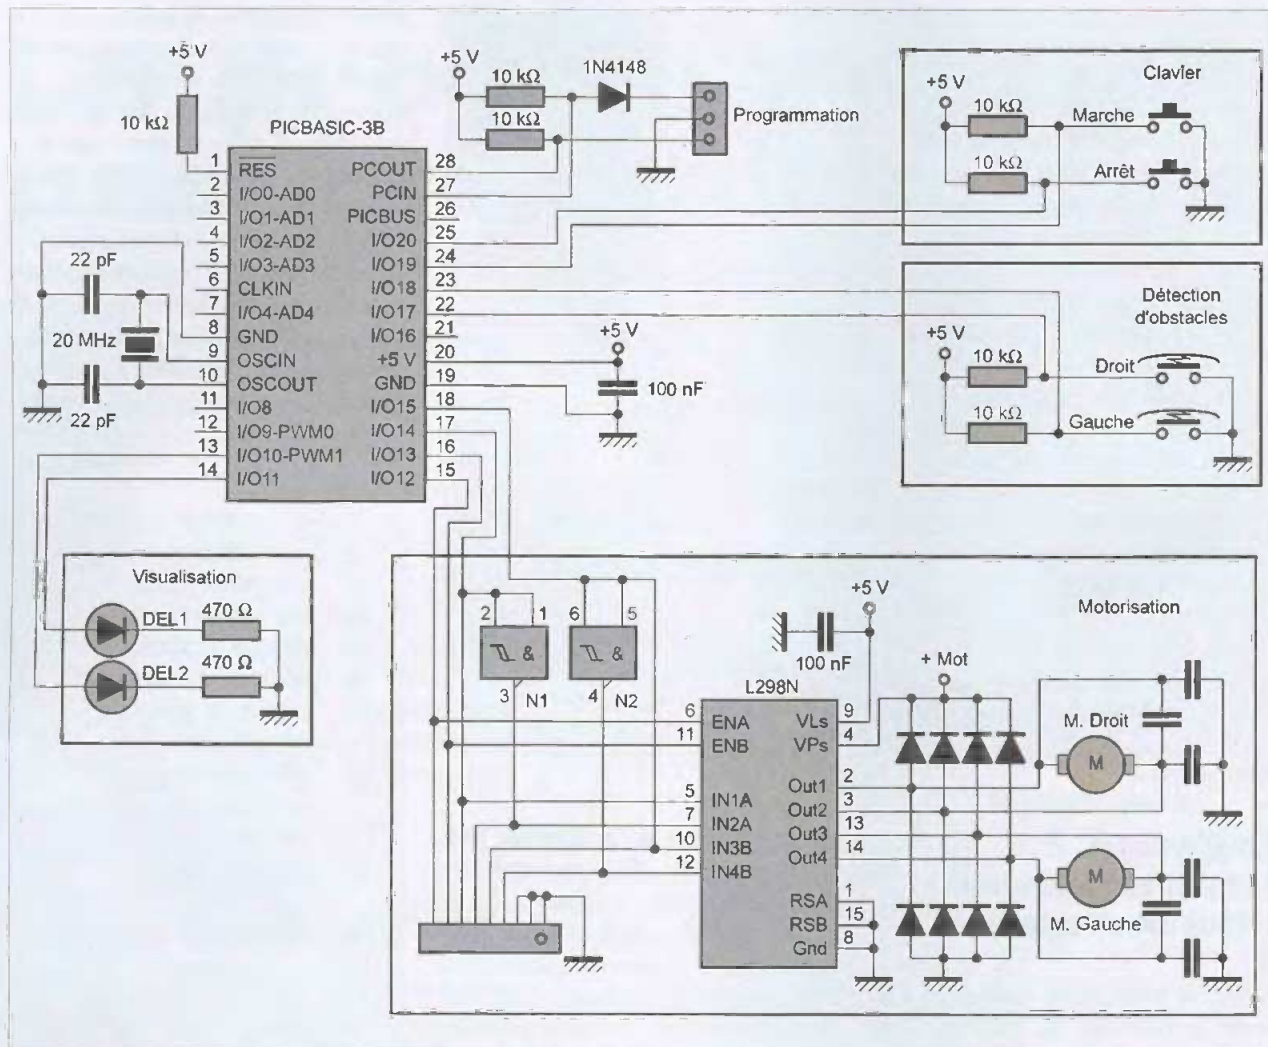 +5 V
10 kΩ
PICBASIC-3B
1 RES PCOUT 28
2 I/O0-AD0 PCIN 27
3 I/O1-AD1 PICBUS 26
4 I/O2-AD2 I/O20 25
5 I/O3-AD3 I/O19 24
6 CLKIN I/O18 23
7 I/O4-AD4 I/O17 22
8 GND I/O16 21
9 OSCIN +5 V 20
10 OSCOUT GND 19
11 I/O8 I/O15 18
12 I/O9-PWM0 I/O14 17
13 I/O10-PWM1 I/O13 16
14 I/O11 I/O12 15
22 pF
20 MHz
22 pF
+5 V
10 kΩ
10 kΩ
1N4148
Programmation
+5 V
100 nF
Clavier
+5 V
10 kΩ
Marche
10 kΩ
Arrêt
Détection
d'obstacles
+5 V
10 kΩ
Droit
10 kΩ
Gauche
Visualisation
DEL1 470 Ω
DEL2 470 Ω
Motorisation
2 1
&
3 N1
6 5
&
4 N2
+5 V
100 nF
+ Mot
L298N
6 ENA VLs 9
11 ENB VPs 4
5 IN1A Out1 2
7 IN2A Out2 3
10 IN3B Out3 13
12 IN4B Out4 14
RSA 1
RSB 15
Gnd 8
M. Droit
M
M
M. Gauche